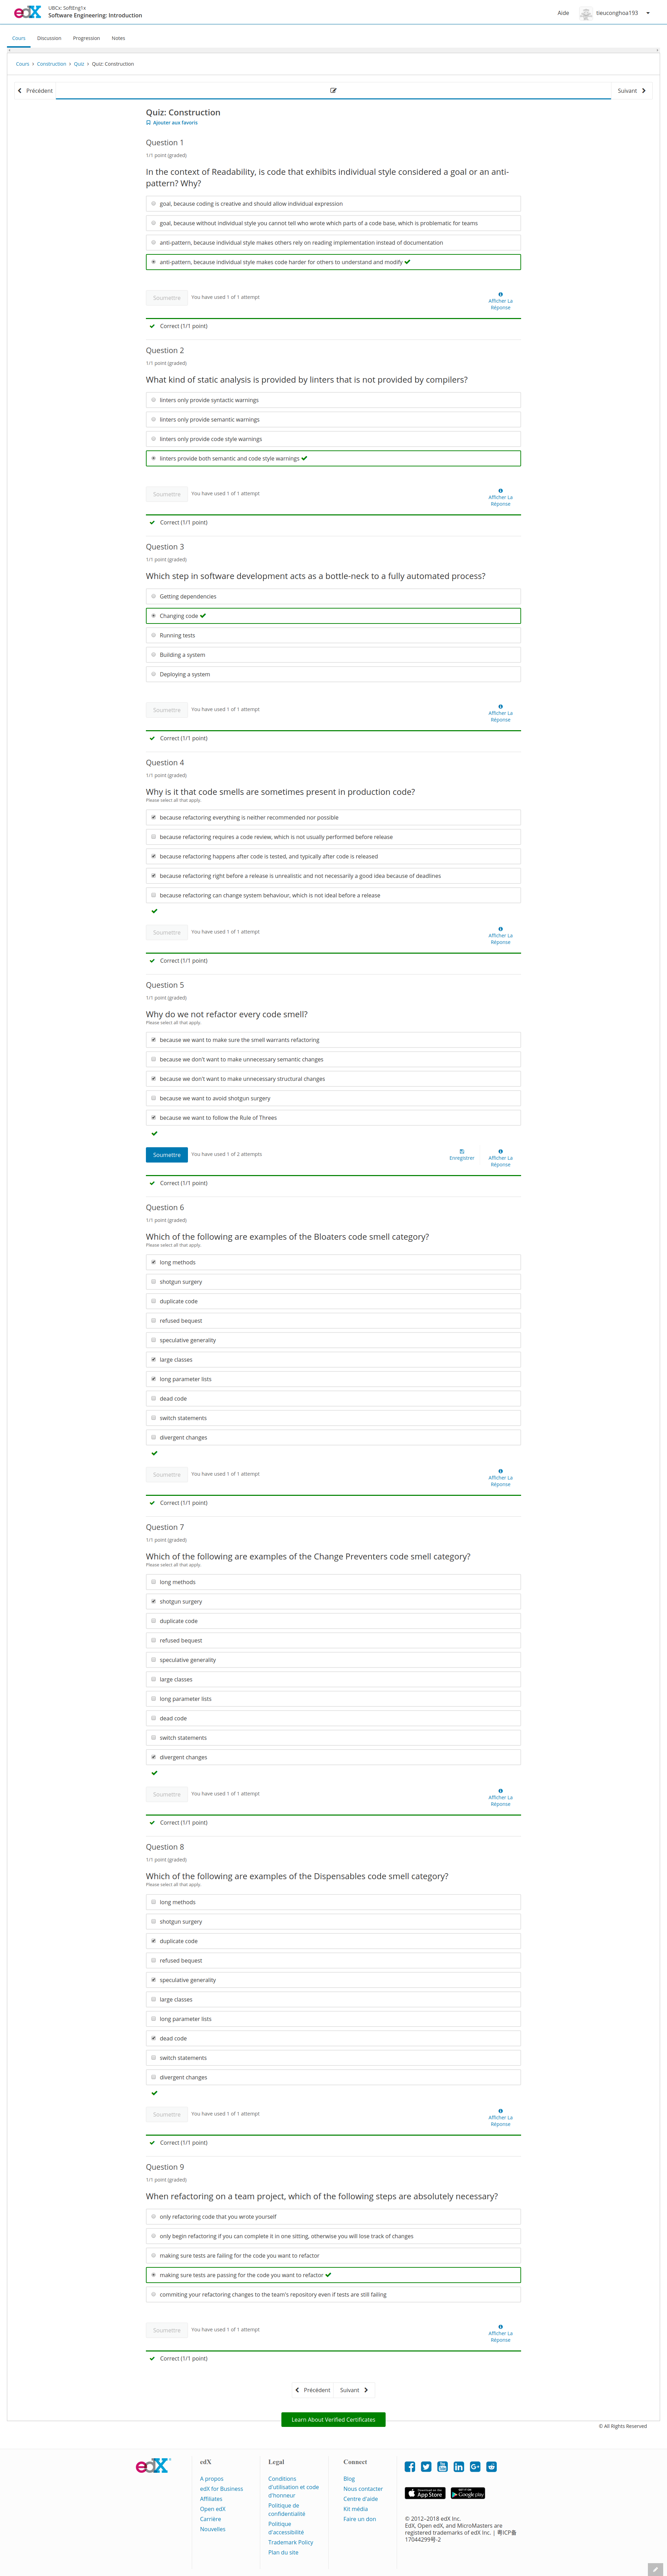 edX
UBCx: SoftEng1x
Software Engineering: Introduction
Aide
tieuconghoa193
Cours
Discussion
Progression
Notes
Cours > Construction > Quiz > Quiz: Construction
Précédent
Suivant
Quiz: Construction
Ajouter aux favoris
Question 1
1/1 point (graded)
In the context of Readability, is code that exhibits individual style considered a goal or an anti-
pattern? Why?
goal, because coding is creative and should allow individual expression
goal, because without individual style you cannot tell who wrote which parts of a code base, which is problematic for teams
anti-pattern, because individual style makes others rely on reading implementation instead of documentation
anti-pattern, because individual style makes code harder for others to understand and modify
Soumettre
You have used 1 of 1 attempt
Afficher La
Réponse
Correct (1/1 point)
Question 2
1/1 point (graded)
What kind of static analysis is provided by linters that is not provided by compilers?
linters only provide syntactic warnings
linters only provide semantic warnings
linters only provide code style warnings
linters provide both semantic and code style warnings
Soumettre
You have used 1 of 1 attempt
Afficher La
Réponse
Correct (1/1 point)
Question 3
1/1 point (graded)
Which step in software development acts as a bottle-neck to a fully automated process?
Getting dependencies
Changing code
Running tests
Building a system
Deploying a system
Soumettre
You have used 1 of 1 attempt
Afficher La
Réponse
Correct (1/1 point)
Question 4
1/1 point (graded)
Why is it that code smells are sometimes present in production code?
Please select all that apply.
because refactoring everything is neither recommended nor possible
because refactoring requires a code review, which is not usually performed before release
because refactoring happens after code is tested, and typically after code is released
because refactoring right before a release is unrealistic and not necessarily a good idea because of deadlines
because refactoring can change system behaviour, which is not ideal before a release
Soumettre
You have used 1 of 1 attempt
Afficher La
Réponse
Correct (1/1 point)
Question 5
1/1 point (graded)
Why do we not refactor every code smell?
Please select all that apply.
because we want to make sure the smell warrants refactoring
because we don't want to make unnecessary semantic changes
because we don't want to make unnecessary structural changes
because we want to avoid shotgun surgery
because we want to follow the Rule of Threes
Soumettre
You have used 1 of 2 attempts
Enregistrer
Afficher La
Réponse
Correct (1/1 point)
Question 6
1/1 point (graded)
Which of the following are examples of the Bloaters code smell category?
Please select all that apply.
long methods
shotgun surgery
duplicate code
refused bequest
speculative generality
large classes
long parameter lists
dead code
switch statements
divergent changes
Soumettre
You have used 1 of 1 attempt
Afficher La
Réponse
Correct (1/1 point)
Question 7
1/1 point (graded)
Which of the following are examples of the Change Preventers code smell category?
Please select all that apply.
long methods
shotgun surgery
duplicate code
refused bequest
speculative generality
large classes
long parameter lists
dead code
switch statements
divergent changes
Soumettre
You have used 1 of 1 attempt
Afficher La
Réponse
Correct (1/1 point)
Question 8
1/1 point (graded)
Which of the following are examples of the Dispensables code smell category?
Please select all that apply.
long methods
shotgun surgery
duplicate code
refused bequest
speculative generality
large classes
long parameter lists
dead code
switch statements
divergent changes
Soumettre
You have used 1 of 1 attempt
Afficher La
Réponse
Correct (1/1 point)
Question 9
1/1 point (graded)
When refactoring on a team project, which of the following steps are absolutely necessary?
only refactoring code that you wrote yourself
only begin refactoring if you can complete it in one sitting, otherwise you will lose track of changes
making sure tests are failing for the code you want to refactor
making sure tests are passing for the code you want to refactor
commiting your refactoring changes to the team's repository even if tests are still failing
Soumettre
You have used 1 of 1 attempt
Afficher La
Réponse
Correct (1/1 point)
Précédent
Suivant
Learn About Verified Certificates
© All Rights Reserved
edX
edX
A propos
edX for Business
Affiliates
Open edX
Carrière
Nouvelles
Legal
Conditions
d'utilisation et code
d'honneur
Politique de
confidentialité
Politique
d'accessibilité
Trademark Policy
Plan du site
Connect
Blog
Nous contacter
Centre d'aide
Kit média
Faire un don
App Store
Google Play
© 2012–2018 edX Inc.
EdX, Open edX, and MicroMasters are
registered trademarks of edX Inc. | 粤ICP备
17044299号-2